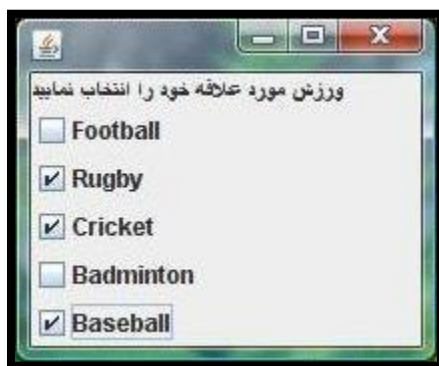 ورزش مورد علاقه خود را انتخاب نمایید
Football
Rugby
Cricket
Badminton
Baseball